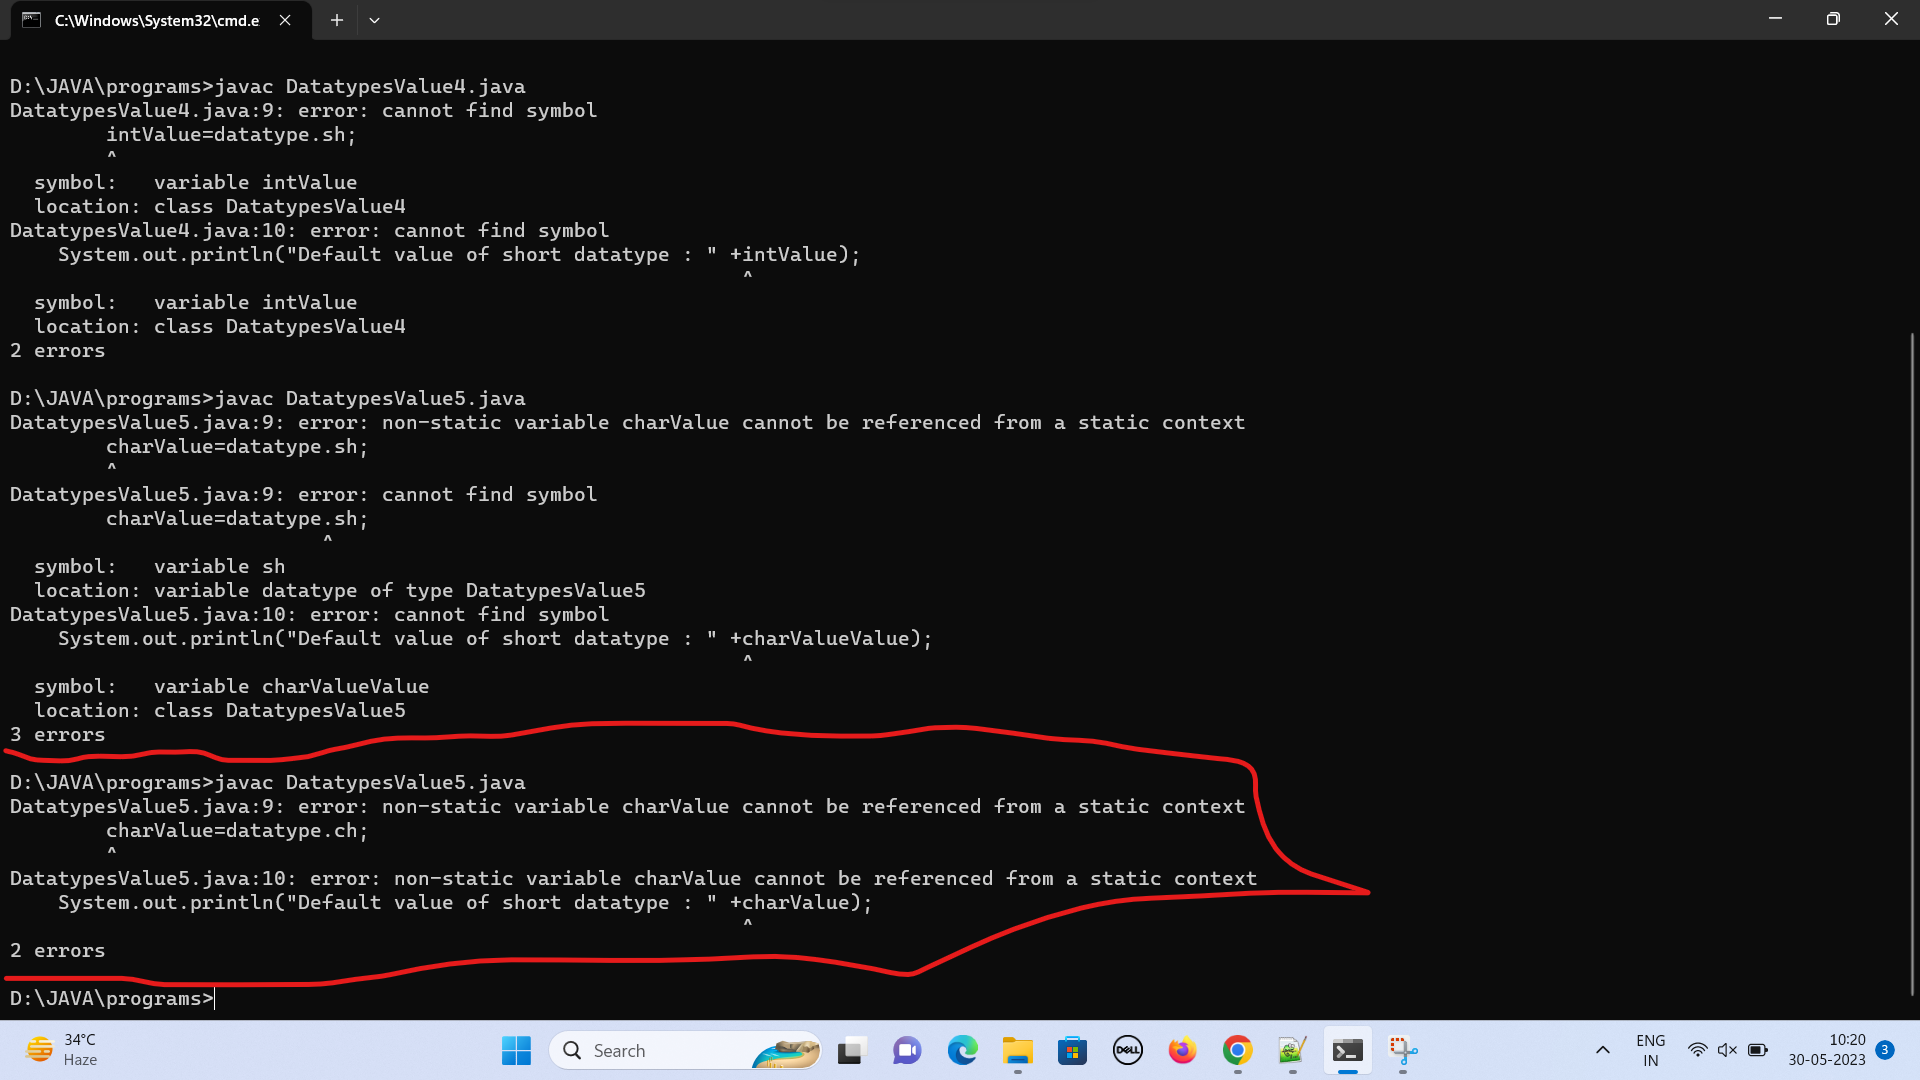 C:\Windows\System32\cmd.e
D:\JAVA\programs>javac DatatypesValue4.java
DatatypesValue4.java:9: error: cannot find symbol
        intValue=datatype.sh;
        ^
  symbol:   variable intValue
  location: class DatatypesValue4
DatatypesValue4.java:10: error: cannot find symbol
    System.out.println("Default value of short datatype : " +intValue);
                                                             ^
  symbol:   variable intValue
  location: class DatatypesValue4
2 errors
D:\JAVA\programs>javac DatatypesValue5.java
DatatypesValue5.java:9: error: non-static variable charValue cannot be referenced from a static context
        charValue=datatype.sh;
        ^
DatatypesValue5.java:9: error: cannot find symbol
        charValue=datatype.sh;
                          ^
  symbol:   variable sh
  location: variable datatype of type DatatypesValue5
DatatypesValue5.java:10: error: cannot find symbol
    System.out.println("Default value of short datatype : " +charValueValue);
                                                             ^
  symbol:   variable charValueValue
  location: class DatatypesValue5
3 errors
D:\JAVA\programs>javac DatatypesValue5.java
DatatypesValue5.java:9: error: non-static variable charValue cannot be referenced from a static context
        charValue=datatype.ch;
        ^
DatatypesValue5.java:10: error: non-static variable charValue cannot be referenced from a static context
    System.out.println("Default value of short datatype : " +charValue);
                                                             ^
2 errors
D:\JAVA\programs>
34°C
Haze
Search
DELL
ENG
IN
10:20
30-05-2023
3